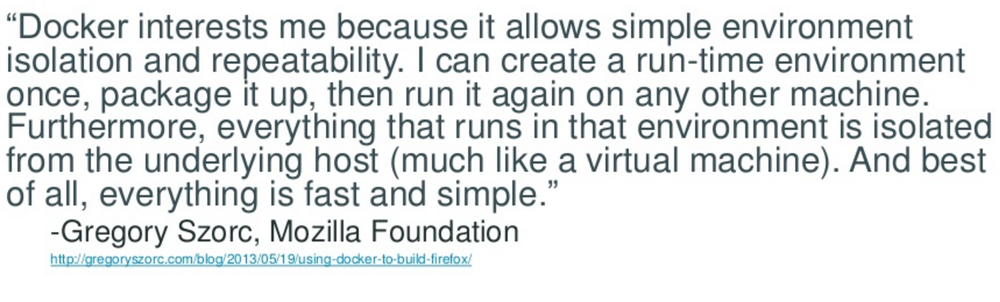 “Docker interests me because it allows simple environment
isolation and repeatability. I can create a run-time environment
once, package it up, then run it again on any other machine.
Furthermore, everything that runs in that environment is isolated
from the underlying host (much like a virtual machine). And best
of all, everything is fast and simple.”
-Gregory Szorc, Mozilla Foundation
http://gregoryszorc.com/blog/2013/05/19/using-docker-to-build-firefox/